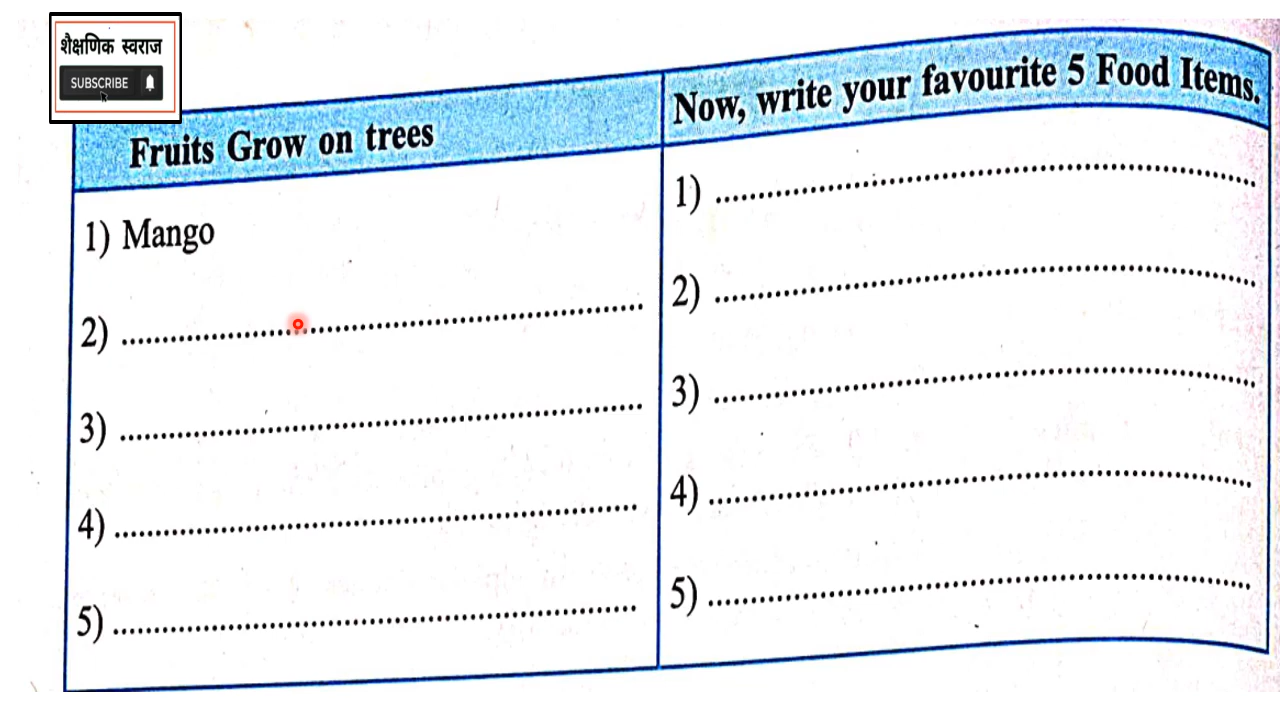 शैक्षणिक स्वराज
SUBSCRIBE
Fruits Grow on trees
1) Mango
2) ....................
3) ....................
4) ....................
5) ....................
Now, write your favourite 5 Food Items.
1) ....................
2) ....................
3) ....................
4) ....................
5) ....................